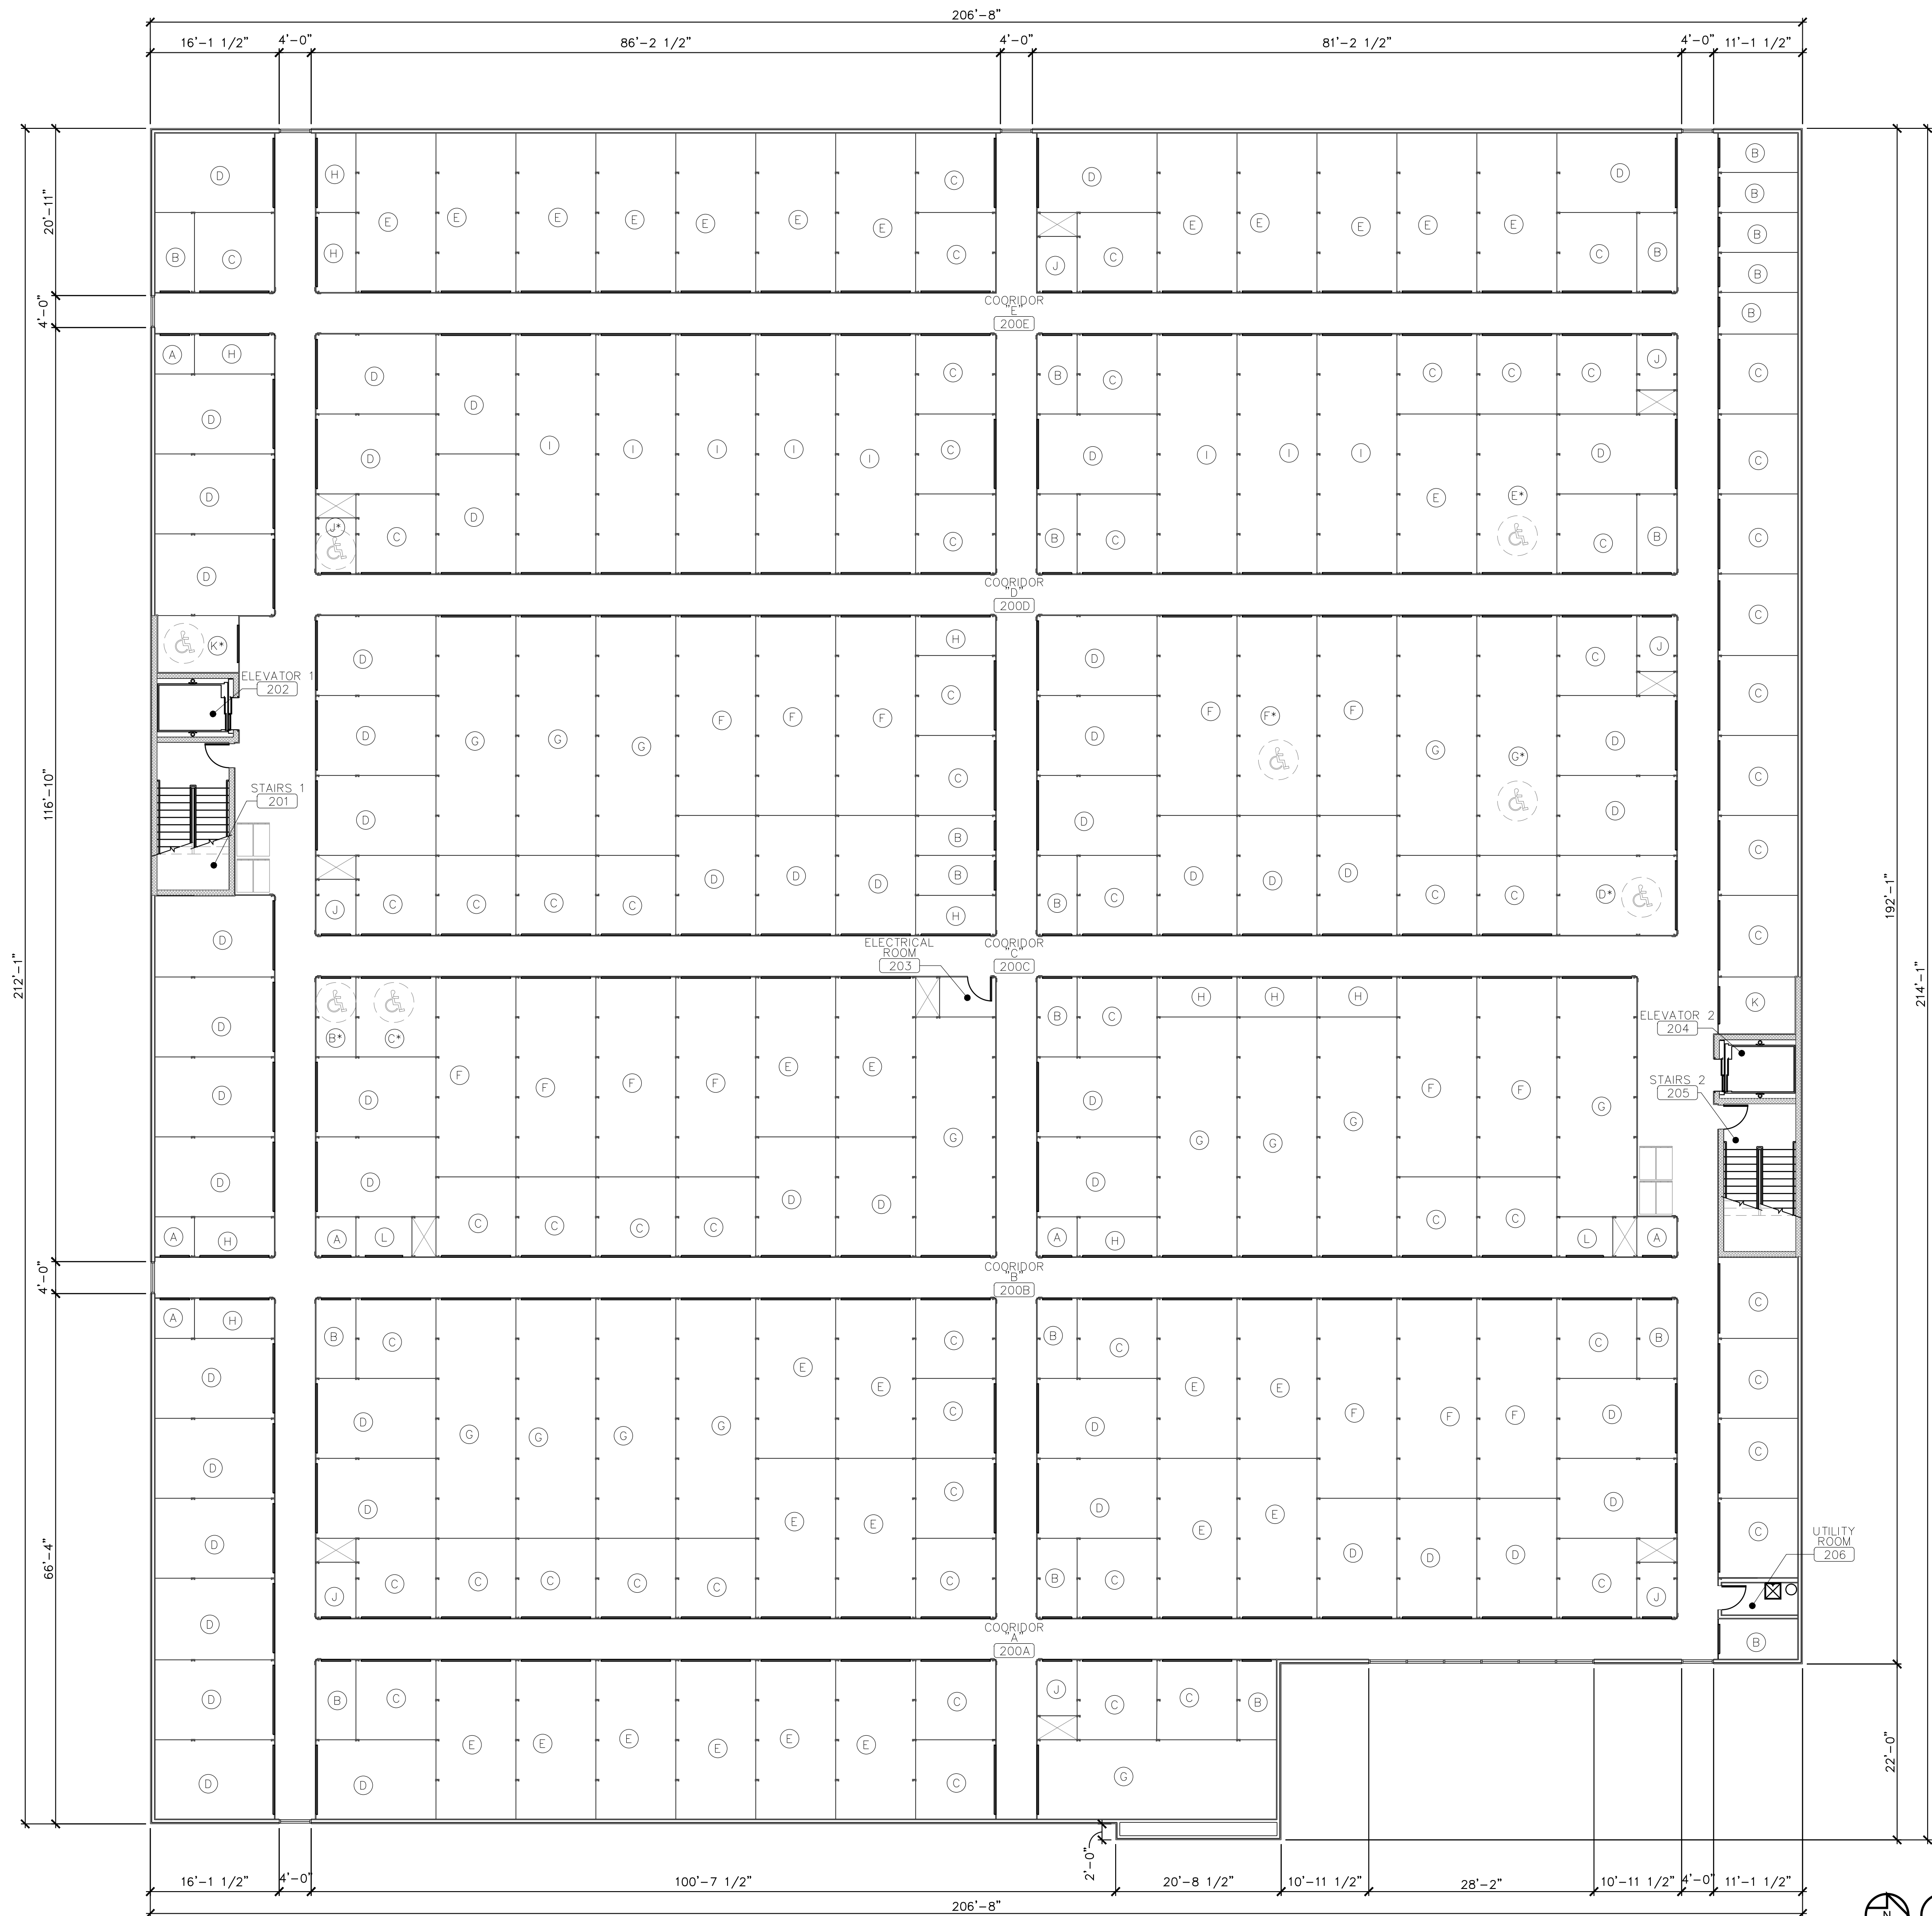 206'-8"
16'-1 1/2" 4'-0" 86'-2 1/2" 4'-0" 81'-2 1/2" 4'-0" 11'-1 1/2"
20'-11"
4'-0"
116'-10"
4'-0"
66'-4"
212'-1"
192'-1"
22'-0"
214'-1"
D H C D D B
E E E E E E E E E E E E B
B C H C J C C B B
B
B
COORIDOR
"E"
200E
A H D D C B C C C C J C
D D I I I I I C D I I I E E* D C
D J* C D C B C C B C
D C
COORIDOR
"D"
200D
K* D H D C J C
ELEVATOR 1
202
D G G G F F F C D F F* F G G* D C
STAIRS 1
201
D C B D D C
J C C C C D D D B H B C D D D C C D* C
D
ELECTRICAL
ROOM
203
COORIDOR
"C"
200C
D B* C* B C H H H K
ELEVATOR 2
204
D D F F F F E E G D G G G F F G
STAIRS 2
205
D D C C C C D D D C C
A H A L A H L A
COORIDOR
"B"
200B
A H B C C B C C B C
D D G G G G E E C D E E F F F D C
D D E E C D E E D C
D J C C C C C C B C D D D C J C
UTILITY
ROOM
206
D B
COORIDOR
"A"
200A
D B C C J C C B
D D E E E E E E C G
2'-0"
16'-1 1/2" 4'-0" 100'-7 1/2" 20'-8 1/2" 10'-11 1/2" 28'-2" 10'-11 1/2" 4'-0" 11'-1 1/2"
206'-8"
N